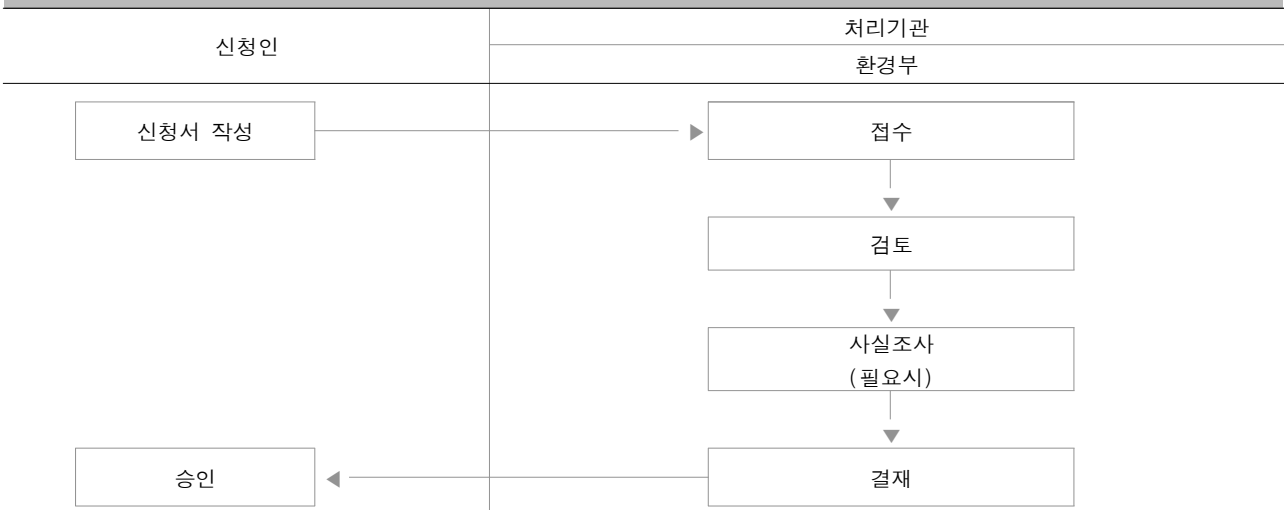 신청인
처리기관
환경부
신청서 작성
접수
검토
사실조사
(필요시)
승인
결재